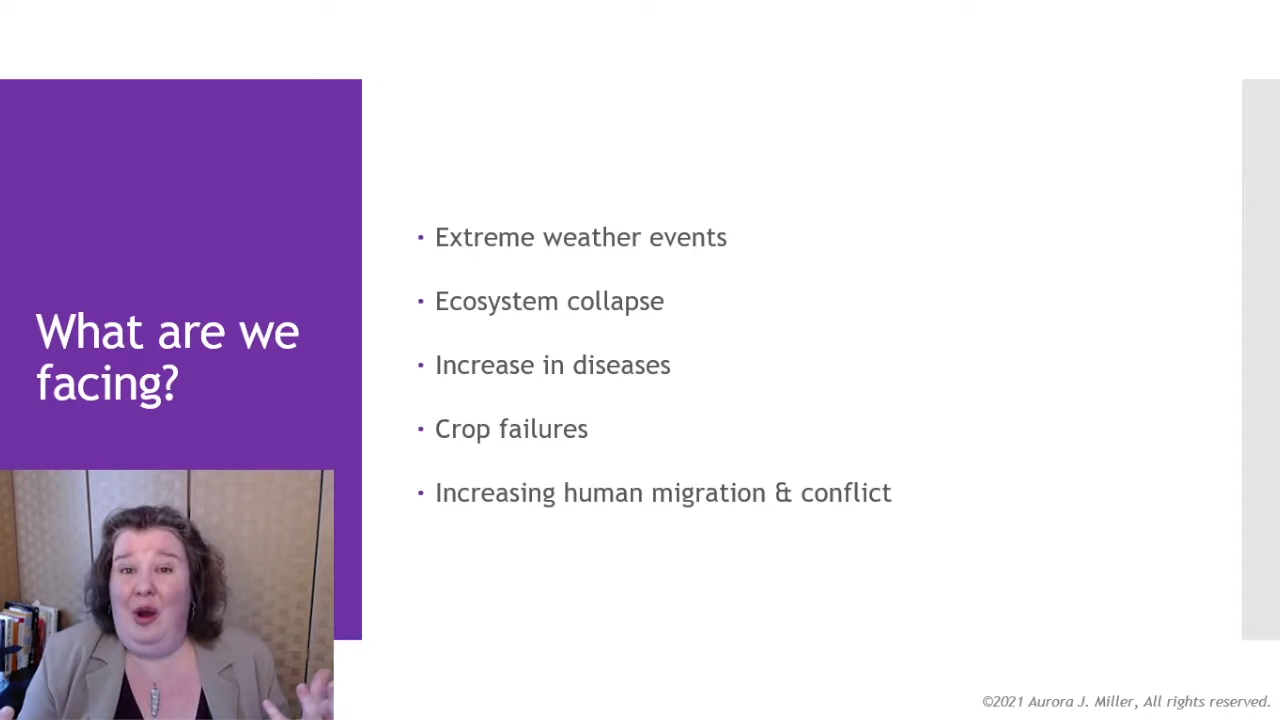 What are we
facing?
• Extreme weather events
• Ecosystem collapse
• Increase in diseases
• Crop failures
• Increasing human migration & conflict
©2021 Aurora J. Miller, All rights reserved.